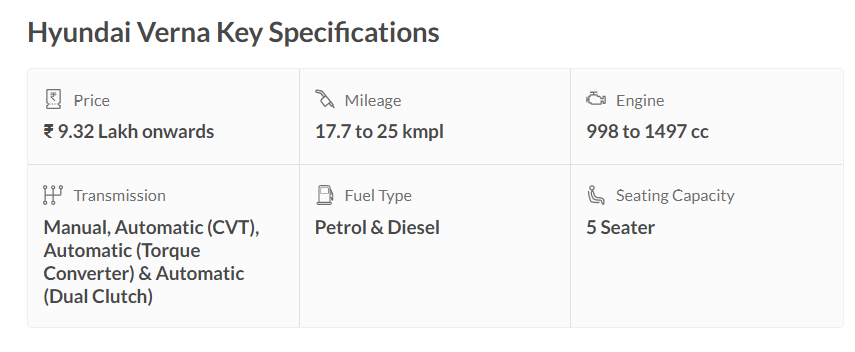 Hyundai Verna Key Specifications
Price
₹ 9.32 Lakh onwards
Mileage
17.7 to 25 kmpl
Engine
998 to 1497 cc
Transmission
Manual, Automatic (CVT),
Automatic (Torque
Converter) & Automatic
(Dual Clutch)
Fuel Type
Petrol & Diesel
Seating Capacity
5 Seater